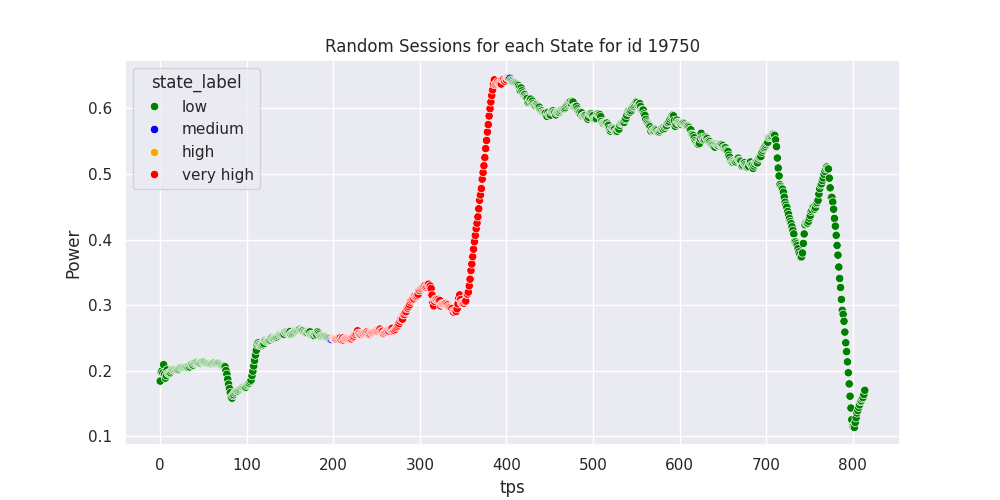 Random Sessions for each State for id 19750
state_label
low
medium
high
very high
Power
0.6
0.5
0.4
0.3
0.2
0.1
0 100 200 300 400 500 600 700 800
tps